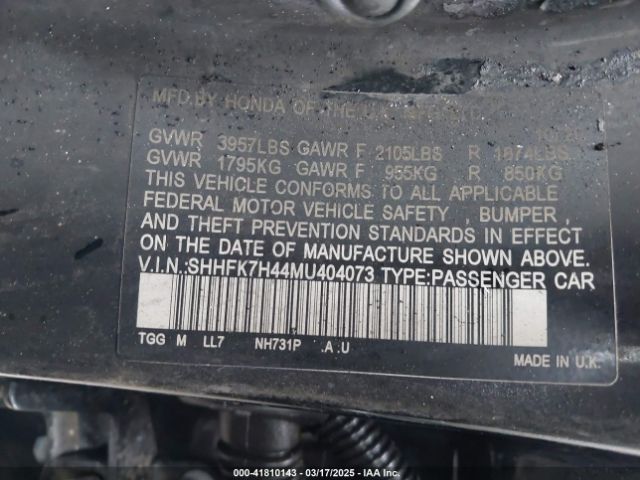 MFD.BY HONDA OF THE
GVWR 3957LBS GAWR F 2105LBS R 1874LBS
GVWR 1795KG GAWR F 955KG R 850KG
THIS VEHICLE CONFORMS TO ALL APPLICABLE
FEDERAL MOTOR VEHICLE SAFETY , BUMPER ,
AND THEFT PREVENTION STANDARDS IN EFFECT
ON THE DATE OF MANUFACTURE SHOWN ABOVE.
V.I.N.:SHHFK7H44MU404073 TYPE:PASSENGER CAR
TGG M LL7 NH731P .A .U
MADE IN U.K.
000-41810143 — 03/17/2025 — IAA Inc.